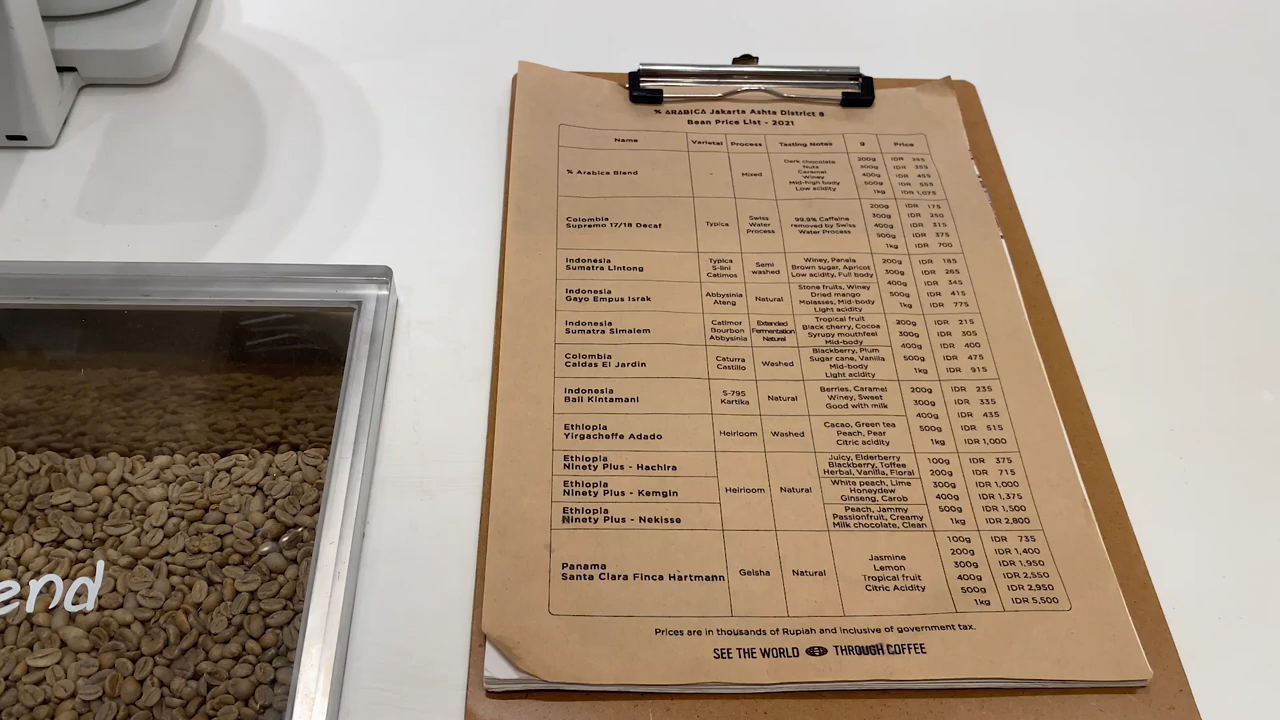 % ARABICA Jakarta Ashta District 8
Bean Price List - 2021
Name Varietal Process Tasting Notes g Price
% Arabica Blend
Mixed
Dark chocolate
Nuts
Caramel
Winey
Mid-high body
Low acidity
200g IDR
300g IDR 355
400g IDR 455
500g IDR 555
1kg IDR 1,075
Colombia
Supremo 17/18 Decaf
Typica
Swiss
Water
Process
99.9% Caffeine
removed by Swiss
Water Process
200g IDR 175
300g IDR 250
400g IDR 315
500g IDR 375
1kg IDR 700
Indonesia
Sumatra Lintong
Typica
S-lini
Catimos
Semi
washed
Winey, Panela
Brown sugar, Apricot
Low acidity, Full body
Indonesia
Gayo Empus Israk
Abbysinia
Ateng
Natural
Stone fruits, Winey
Dried mango
Molasses, Mid-body
Light acidity
200g IDR 185
300g IDR 265
400g IDR 345
500g IDR 415
1kg IDR 775
Indonesia
Sumatra Simalem
Catimor
Bourbon
Abbysinia
Extended
Fermentation
Natural
Tropical fruit
Black cherry, Cocoa
Syrupy mouthfeel
Mid-body
Colombia
Caldas El Jardin
Caturra
Castillo
Washed
Blackberry, Plum
Sugar cane, Vanilla
Mid-body
Light acidity
200g IDR 215
300g IDR 305
400g IDR 400
500g IDR 475
1kg IDR 915
Indonesia
Bali Kintamani
S-795
Kartika
Natural
Berries, Caramel
Winey, Sweet
Good with milk
Ethiopia
Yirgacheffe Adado
Heirloom
Washed
Cacao, Green tea
Peach, Pear
Citric acidity
200g IDR 235
300g IDR 335
400g IDR 435
500g IDR 515
1kg IDR 1,000
Ethiopia
Ninety Plus - Hachira
Juicy, Elderberry
Blackberry, Toffee
Herbal, Vanilla, Floral
Ethiopia
Ninety Plus - Kemgin
Heirloom
Natural
White peach, Lime
Honeydew
Ginseng, Carob
Ethiopia
Ninety Plus - Nekisse
Peach, Jammy
Passionfruit, Creamy
Milk chocolate, Clean
100g IDR 375
200g IDR 715
300g IDR 1,000
400g IDR 1,375
500g IDR 1,500
1kg IDR 2,800
Panama
Santa Clara Finca Hartmann
Geisha
Natural
Jasmine
Lemon
Tropical fruit
Citric Acidity
100g IDR 735
200g IDR 1,400
300g IDR 1,950
400g IDR 2,550
500g IDR 2,950
1kg IDR 5,500
Prices are in thousands of Rupiah and inclusive of government tax.
SEE THE WORLD THROUGH COFFEE
end